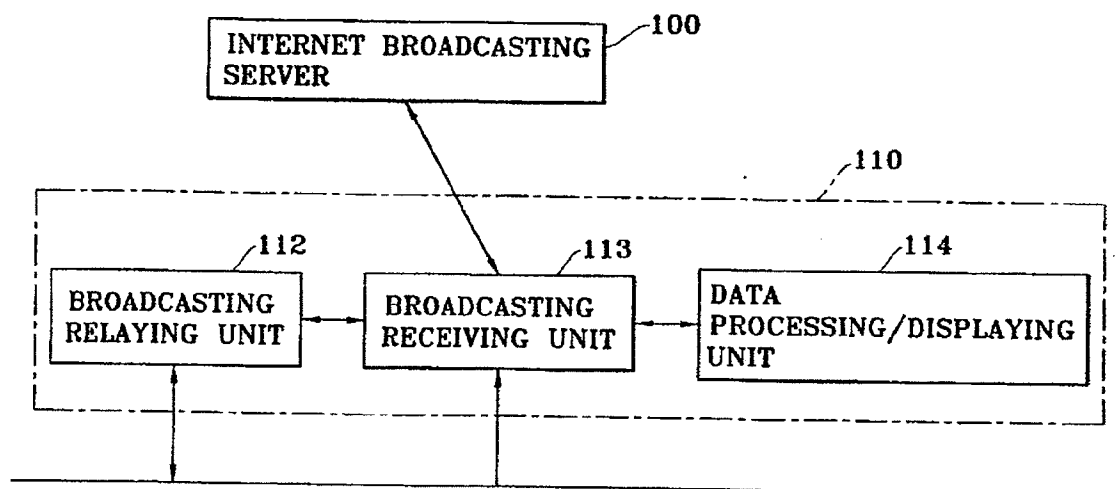 100
INTERNET BROADCASTING
SERVER
110
112
113
114
BROADCASTING
RELAYING UNIT
BROADCASTING
RECEIVING UNIT
DATA
PROCESSING/DISPLAYING
UNIT